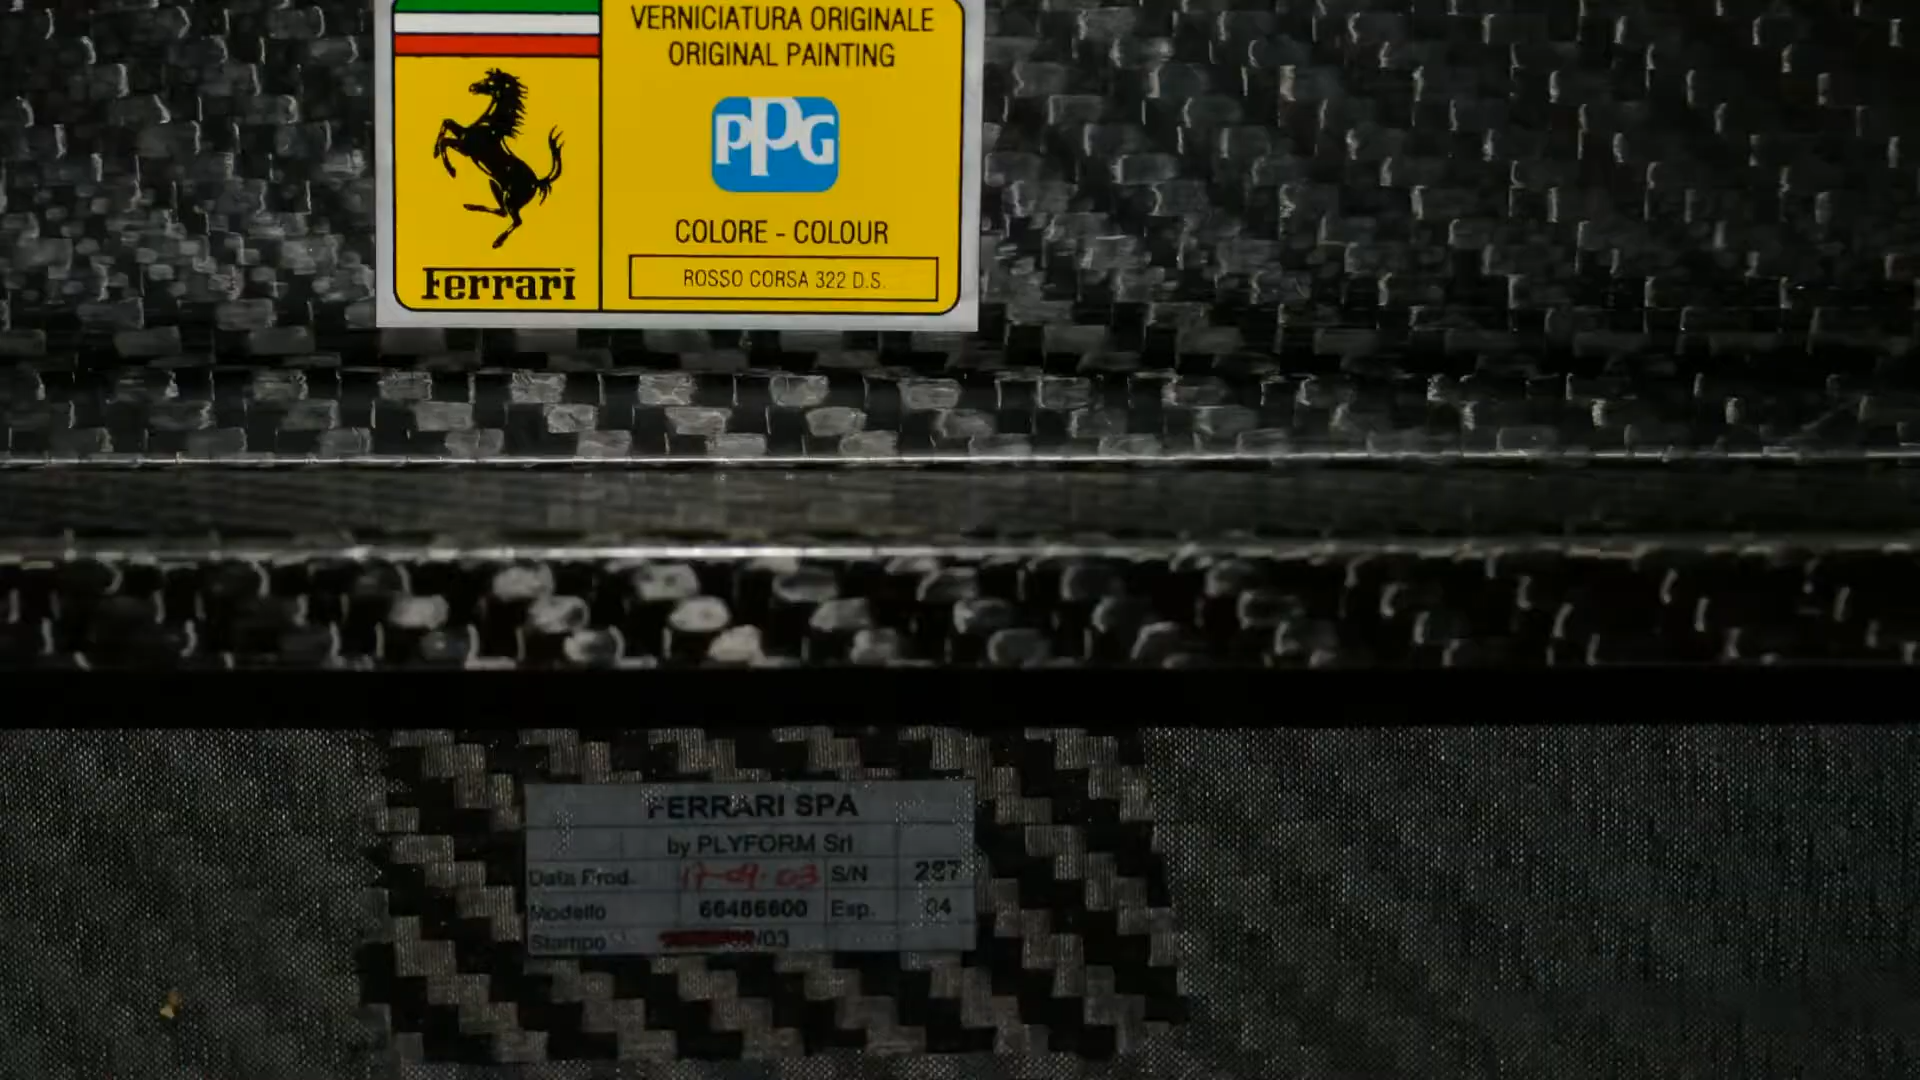 VERNICIATURA ORIGINALE
ORIGINAL PAINTING
PPG
COLORE - COLOUR
ROSSO CORSA 322 D.S.
Ferrari
FERRARI SPA
by PLYFORM Srl
Data Prod. 17-09-03 S/N 287
Modello 66486600 Esp. 04
Stampo /03